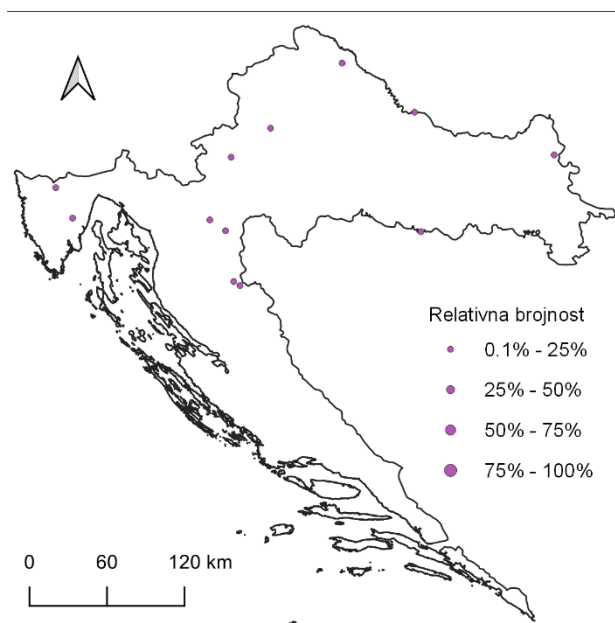 Relativna brojnost
0.1% - 25%
25% - 50%
50% - 75%
75% - 100%
0 60 120 km